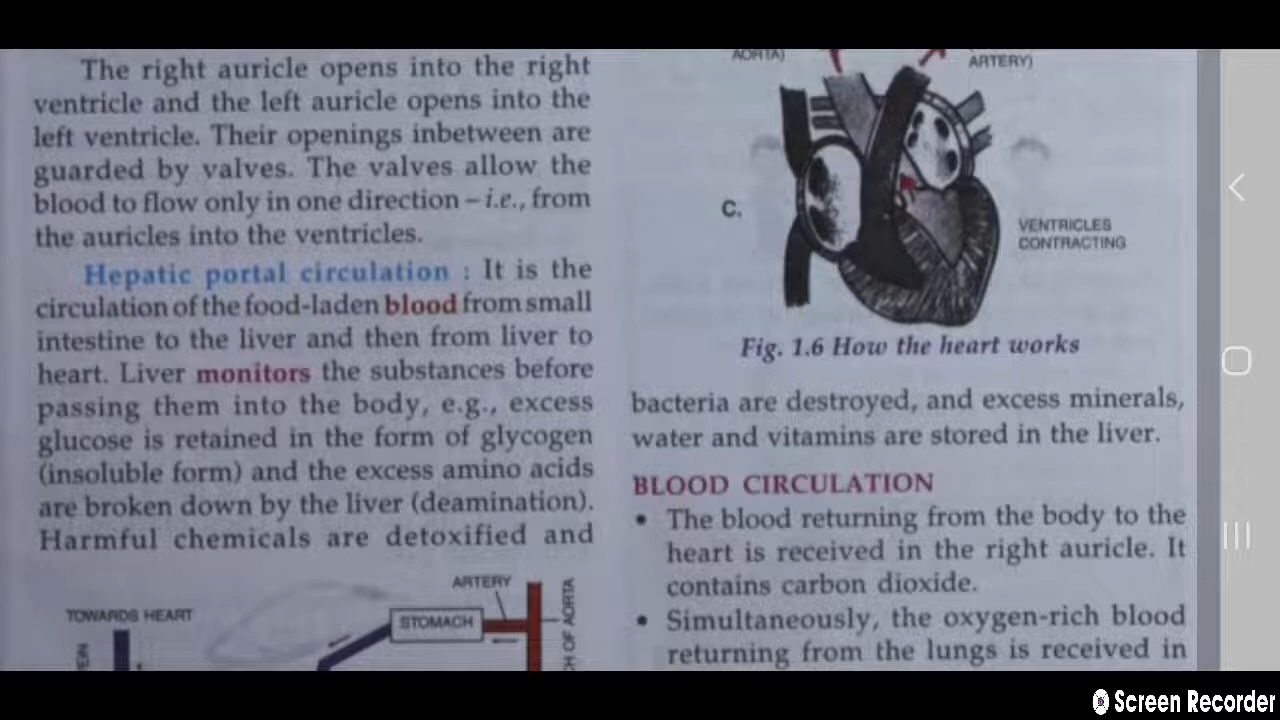 The right auricle opens into the right
ventricle and the left auricle opens into the
left ventricle. Their openings inbetween are
guarded by valves. The valves allow the
blood to flow only in one direction – i.e., from
the auricles into the ventricles.
Hepatic portal circulation : It is the
circulation of the food-laden blood from small
intestine to the liver and then from liver to
heart. Liver monitors the substances before
passing them into the body, e.g., excess
glucose is retained in the form of glycogen
(insoluble form) and the excess amino acids
are broken down by the liver (deamination).
Harmful chemicals are detoxified and
TOWARDS HEART
ARTERY
STOMACH
OF AORTA
AORTA)
ARTERY)
C.
VENTRICLES
CONTRACTING
Fig. 1.6 How the heart works
bacteria are destroyed, and excess minerals,
water and vitamins are stored in the liver.
BLOOD CIRCULATION
• The blood returning from the body to the
heart is received in the right auricle. It
contains carbon dioxide.
• Simultaneously, the oxygen-rich blood
returning from the lungs is received in
Screen Recorder